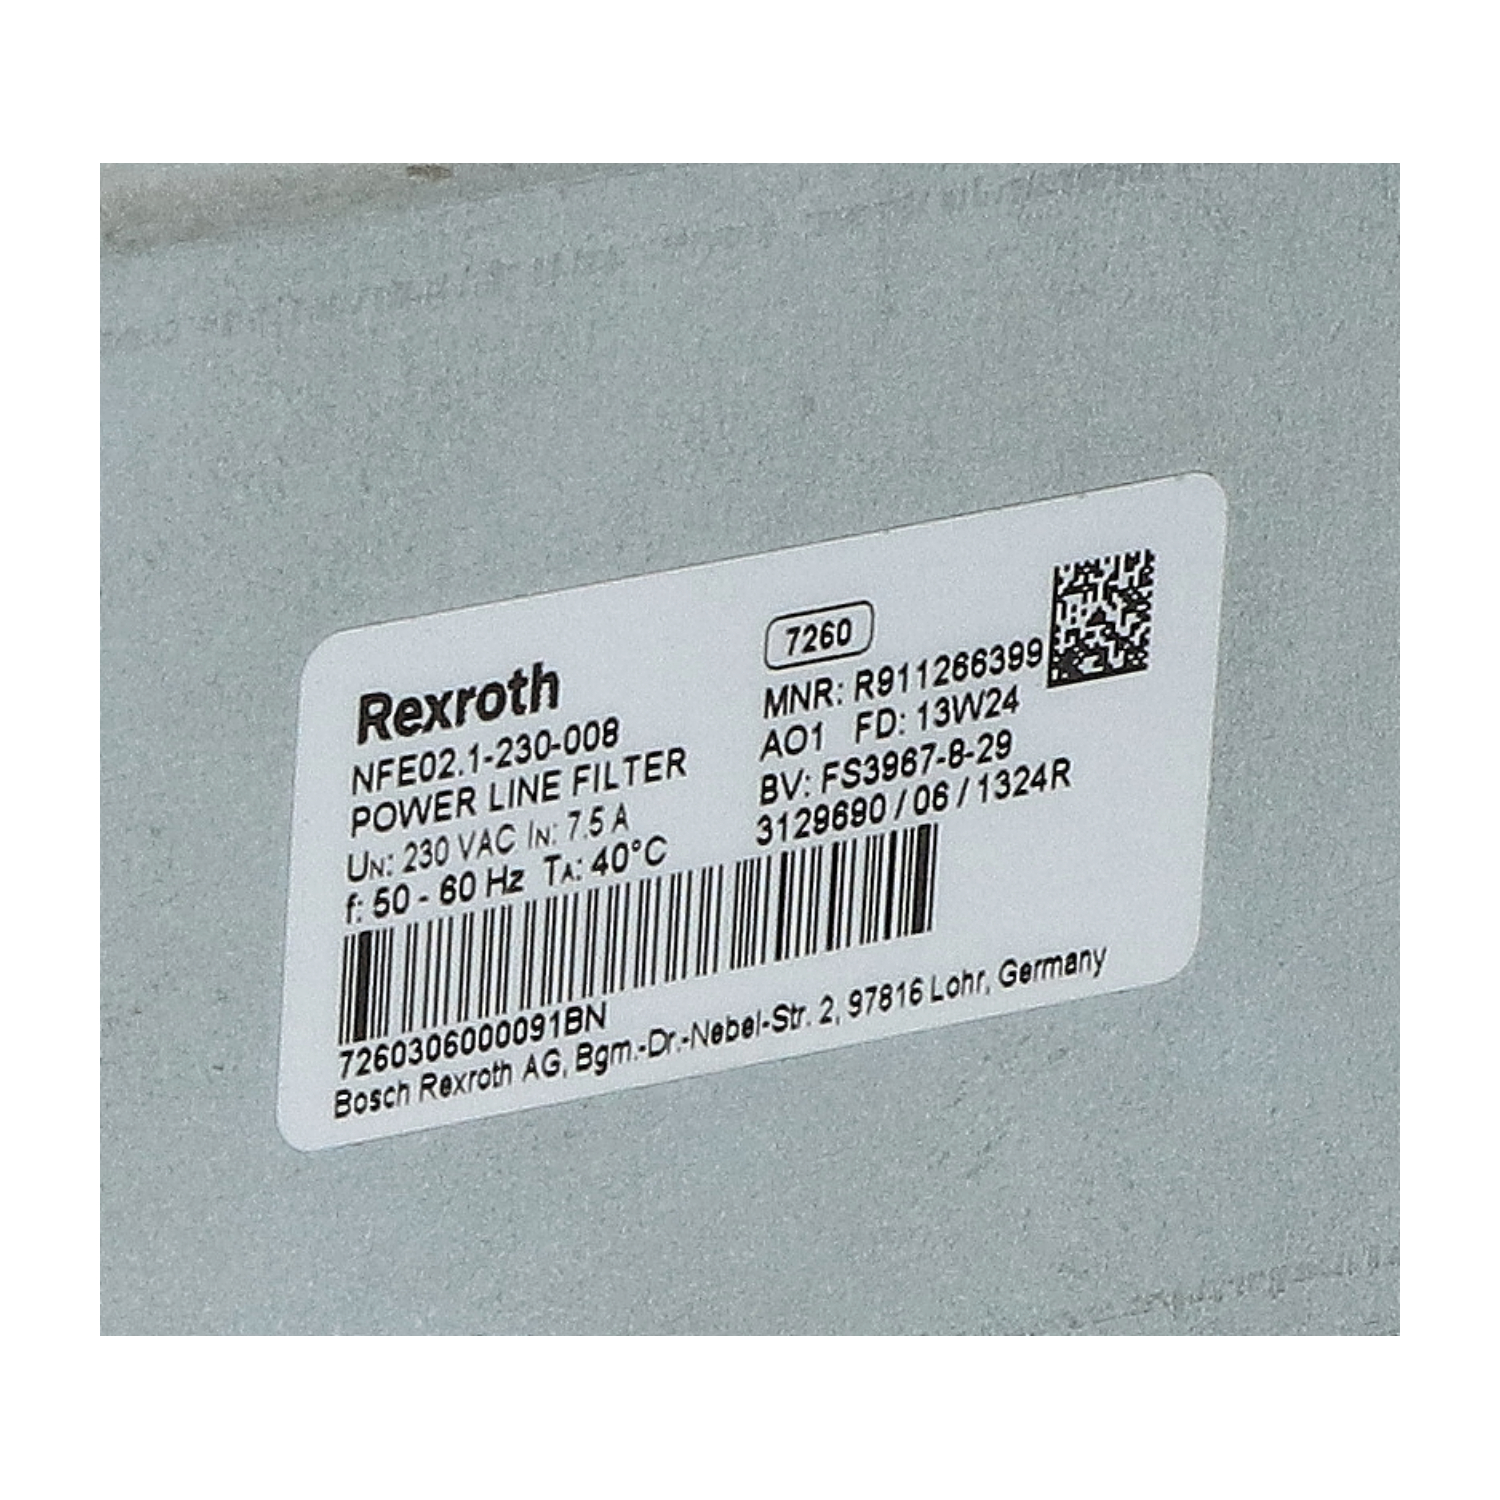 Rexroth
NFE02.1-230-008
POWER LINE FILTER
UN: 230 VAC IN: 7.5 A
f: 50 - 60 Hz TA: 40°C
7260
MNR: R911266399
AO1 FD: 13W24
BV: FS3967-8-29
3129690 / 06 / 1324R
7260306000091BN
Bosch Rexroth AG, Bgm.-Dr.-Nebel-Str. 2, 97816 Lohr, Germany